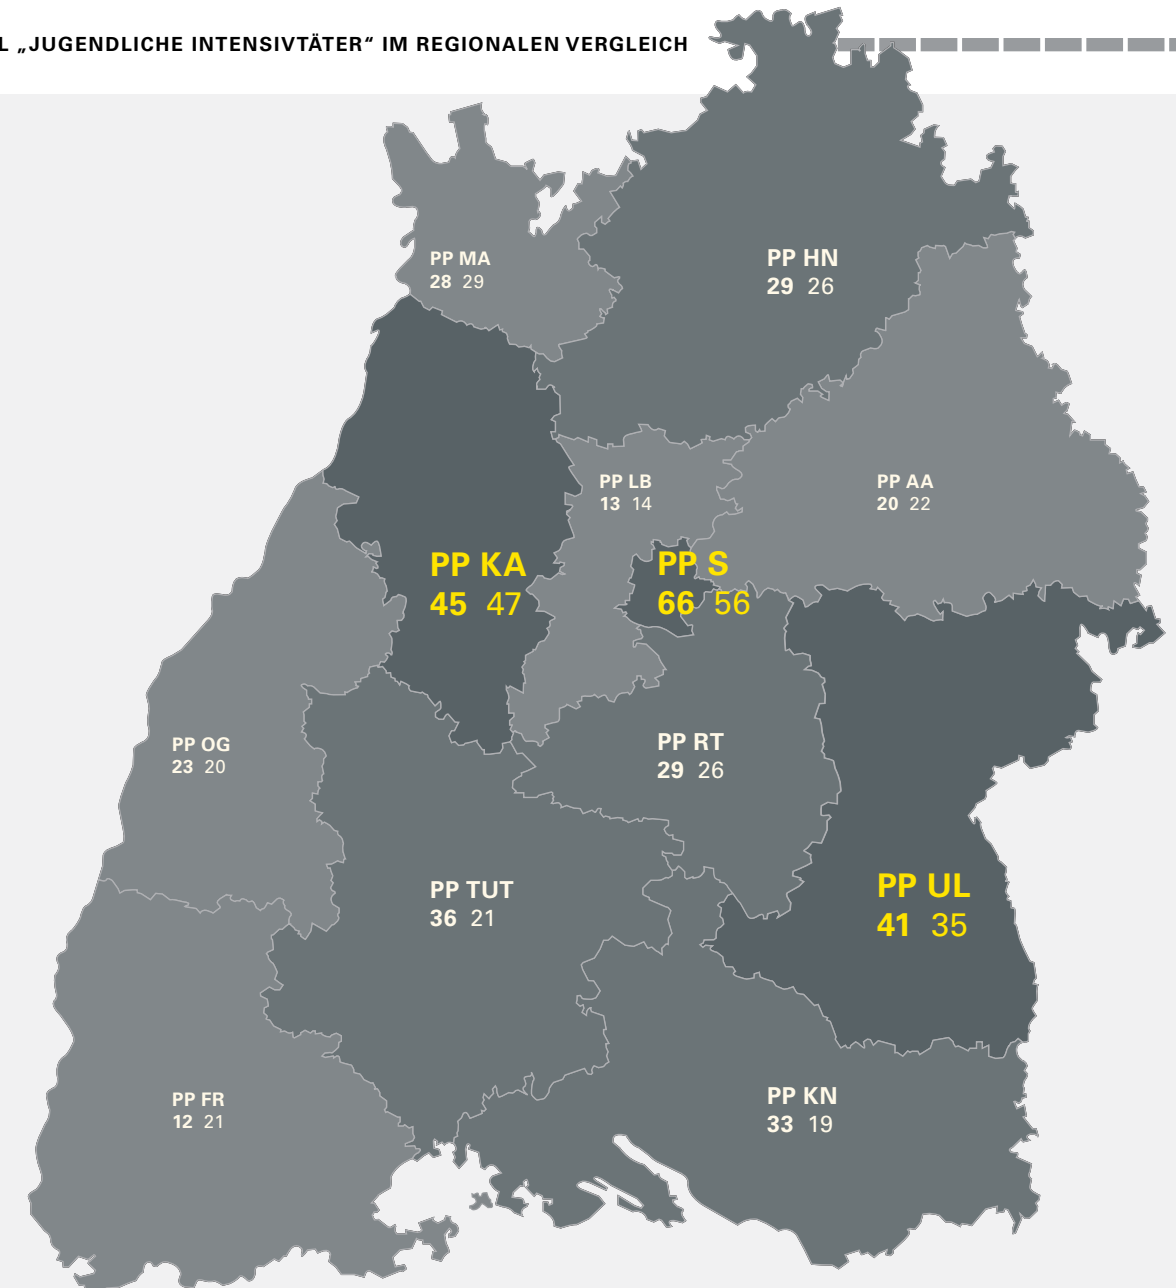 L „JUGENDLICHE INTENSIVTÄTER“ IM REGIONALEN VERGLEICH
PP MA
28 29
PP HN
29 26
PP LB
13 14
PP AA
20 22
PP KA
45 47
PP S
66 56
PP OG
23 20
PP RT
29 26
PP TUT
36 21
PP UL
41 35
PP FR
12 21
PP KN
33 19